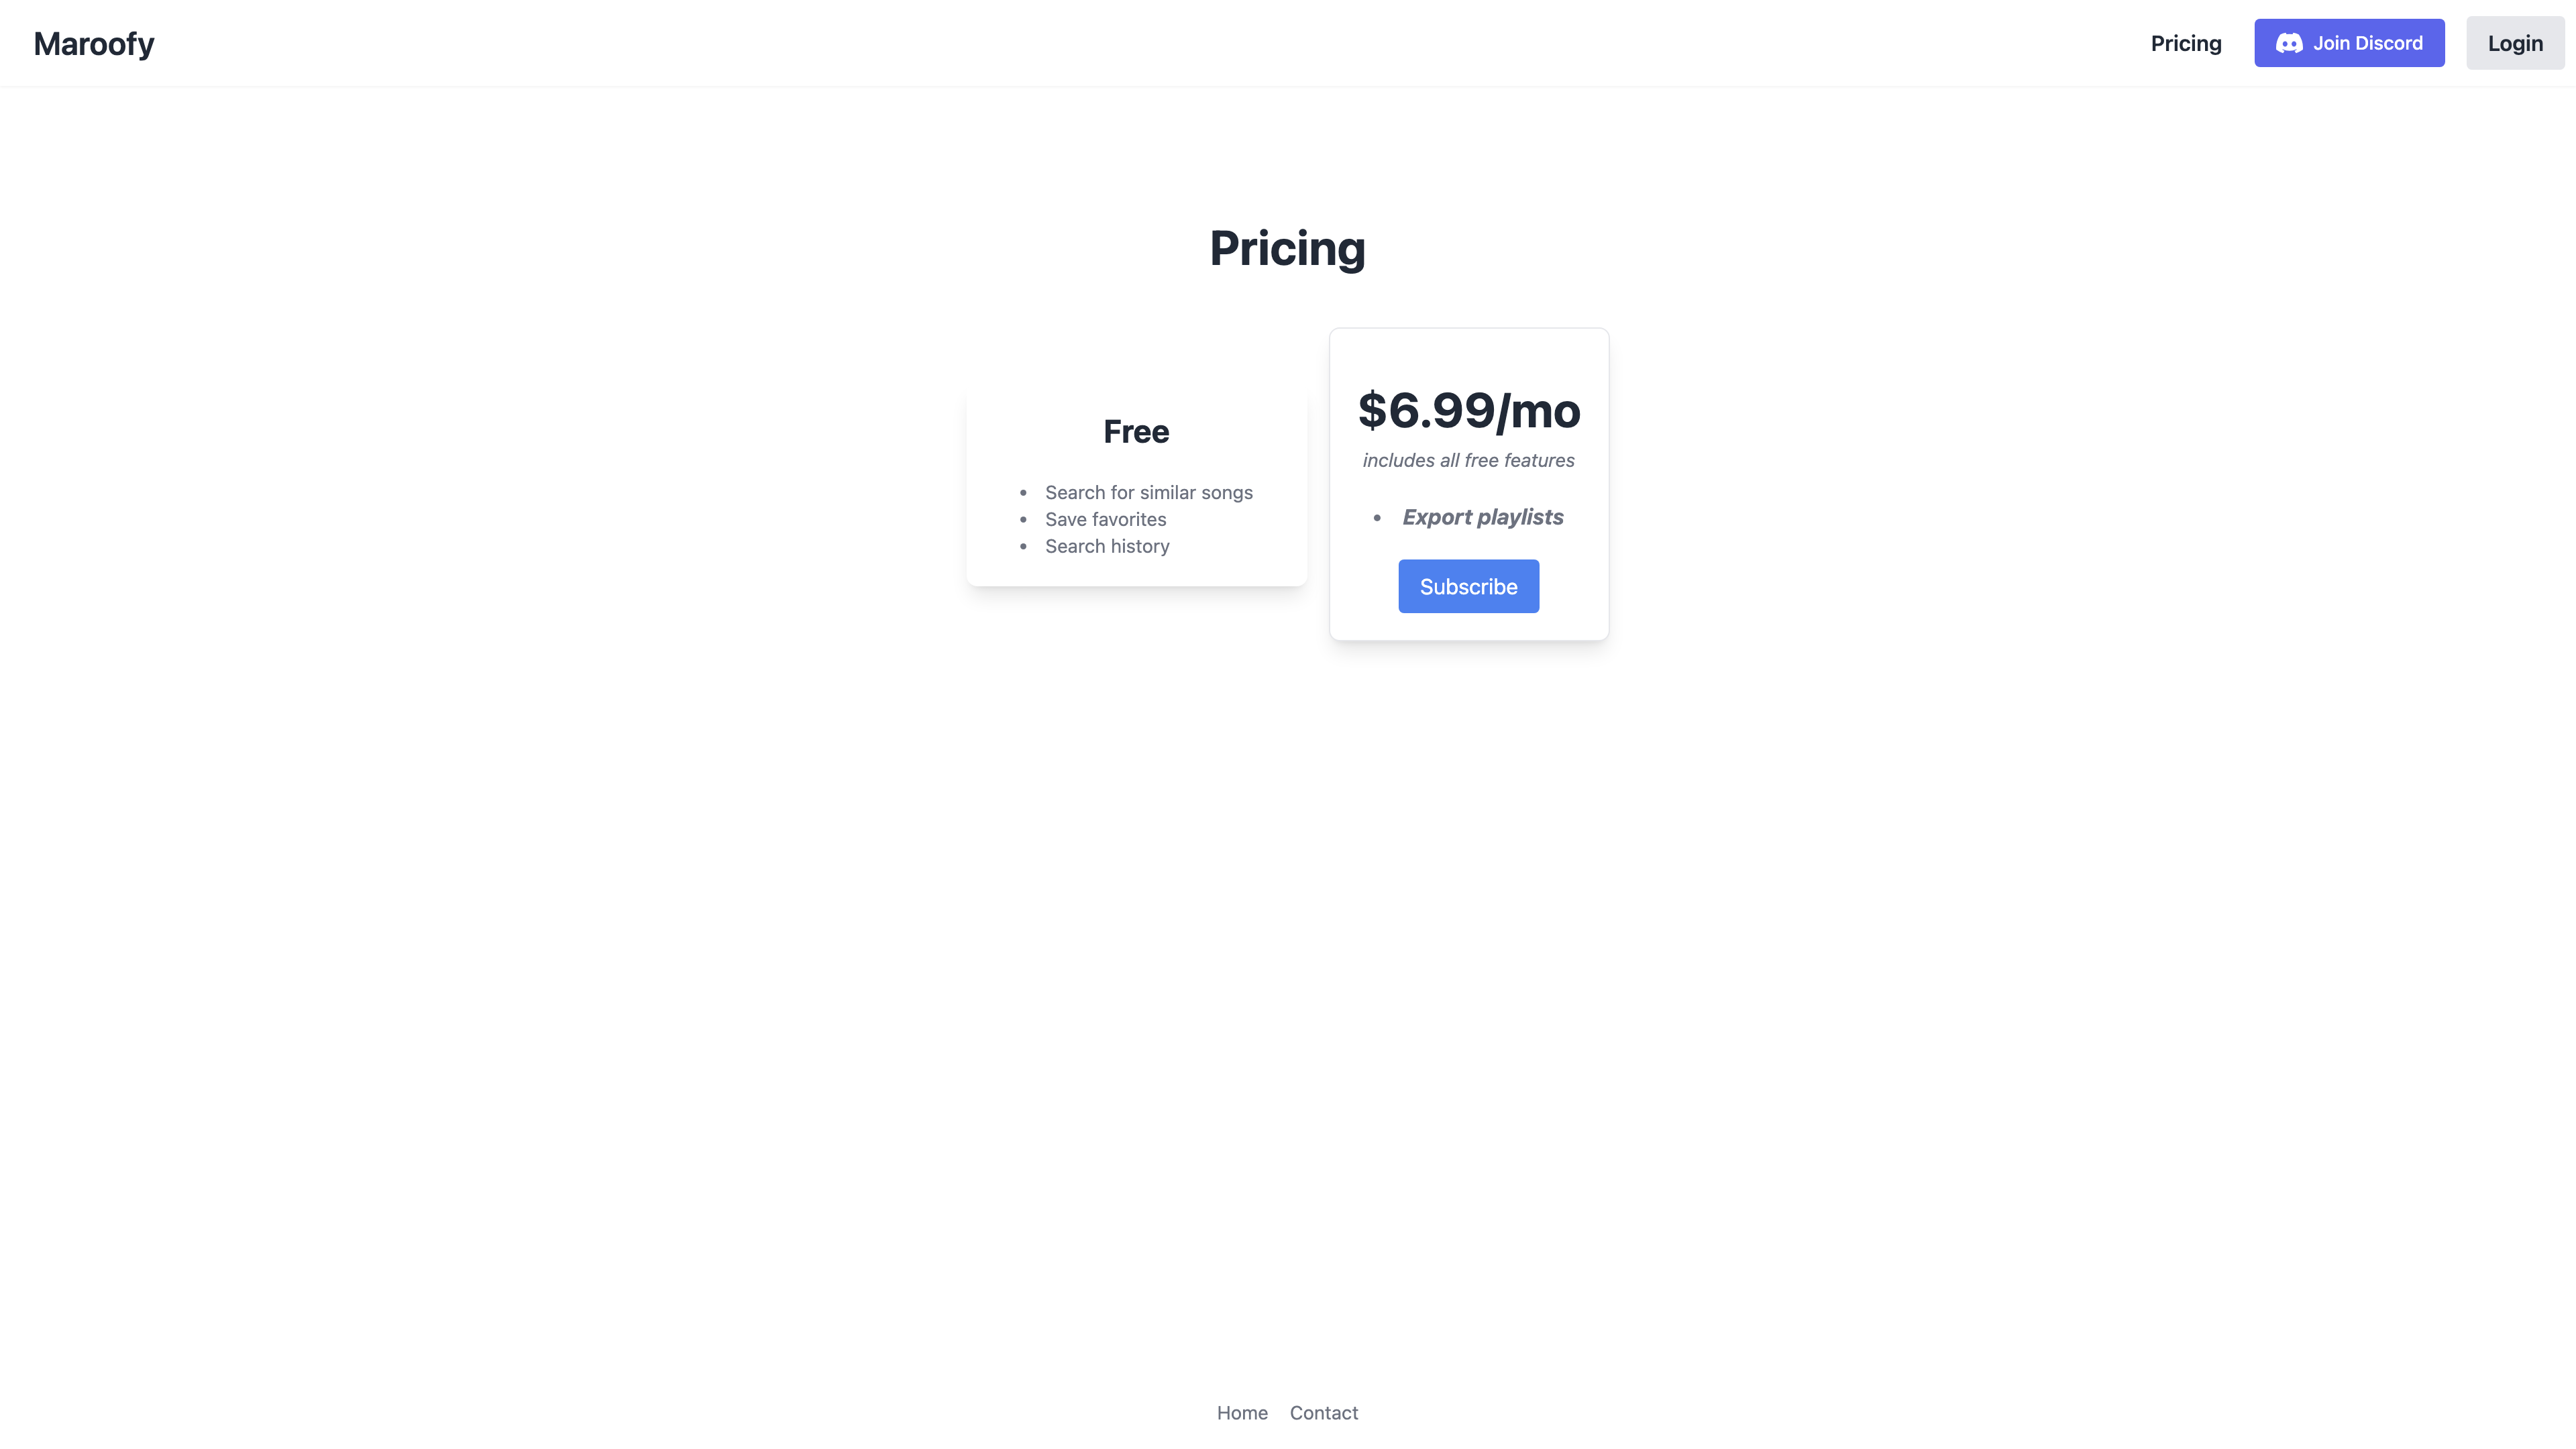 Maroofy
Pricing
Join Discord
Login
Pricing
Free
• Search for similar songs
• Save favorites
• Search history
$6.99/mo
includes all free features
• Export playlists
Subscribe
Home
Contact